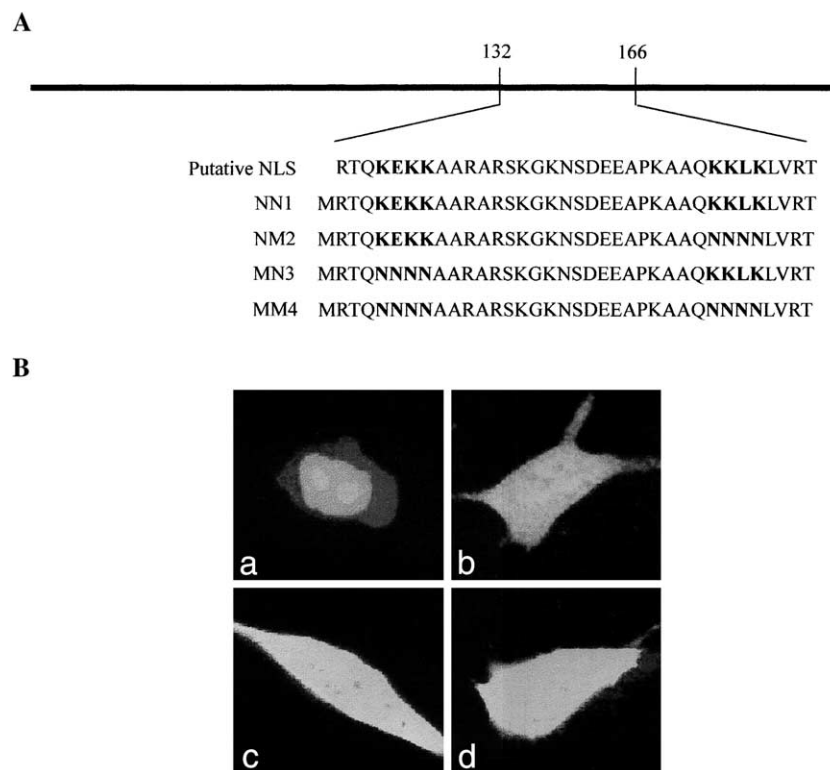 A
132 166
Putative NLS RTQKEKKAARARSKGKNSDEEAPKAAQKKLKLVRT
NN1 MRTQKEKKAARARSKGKNSDEEAPKAAQKKLKLVRT
NM2 MRTQKEKKAARARSKGKNSDEEAPKAAQNNNNLVRT
MN3 MRTQNNNNAARARSKGKNSDEEAPKAAQKKLKLVRT
MM4 MRTQNNNNAARARSKGKNSDEEAPKAAQNNNNLVRT
B
a b
c d